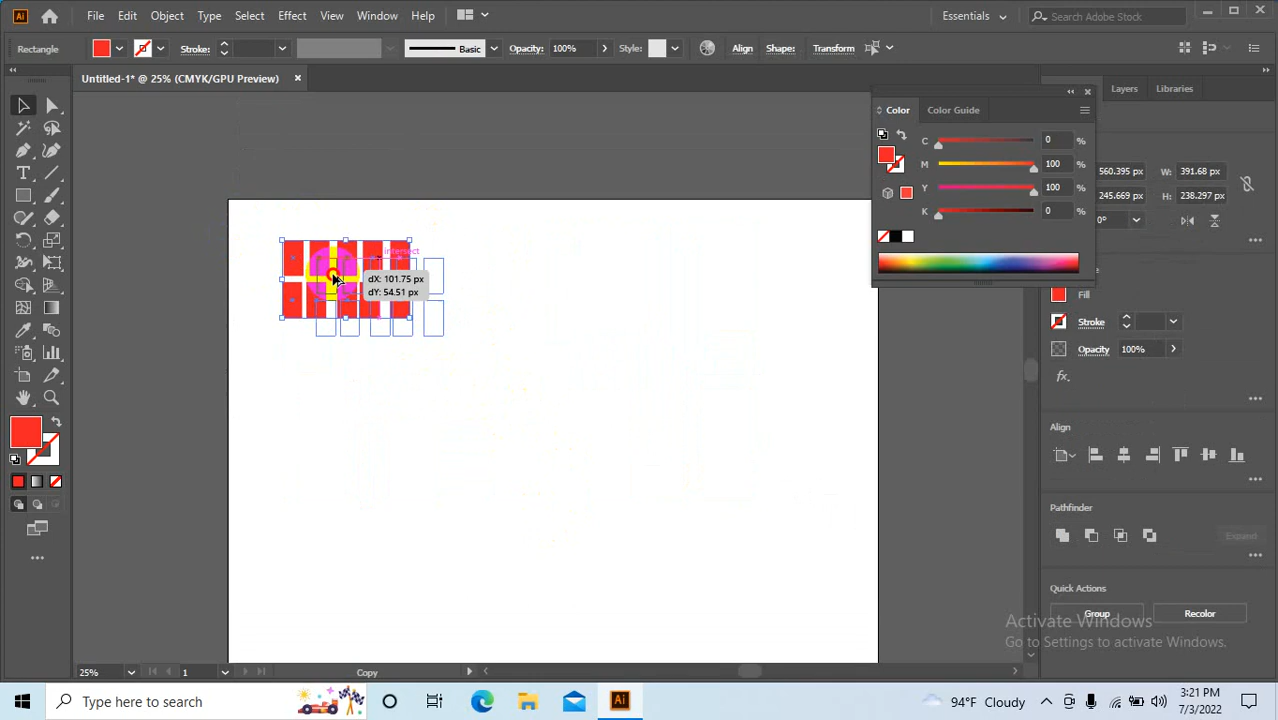 Ai File Edit Object Type Select Effect View Window Help Essentials Search Adobe Stock
Rectangle Stroke: Basic Opacity: 100% Style: Align Shape: Transform
Untitled-1* @ 25% (CMYK/GPU Preview)
Layers Libraries
Color Color Guide
C 0 %
M 100 %
Y 100 %
K 0 %
560.395 px W: 391.68 px
245.669 px H: 238.297 px
0°
intersect
dX: 101.75 px
dY: 54.51 px
Fill
Stroke
Opacity 100%
fx.
Align
Pathfinder
Expand
Quick Actions
Group Recolor
Activate Windows
Go to Settings to activate Windows.
25% 1 Copy
Type here to search Ai 94°F Cloudy 3:21 PM
7/3/2022